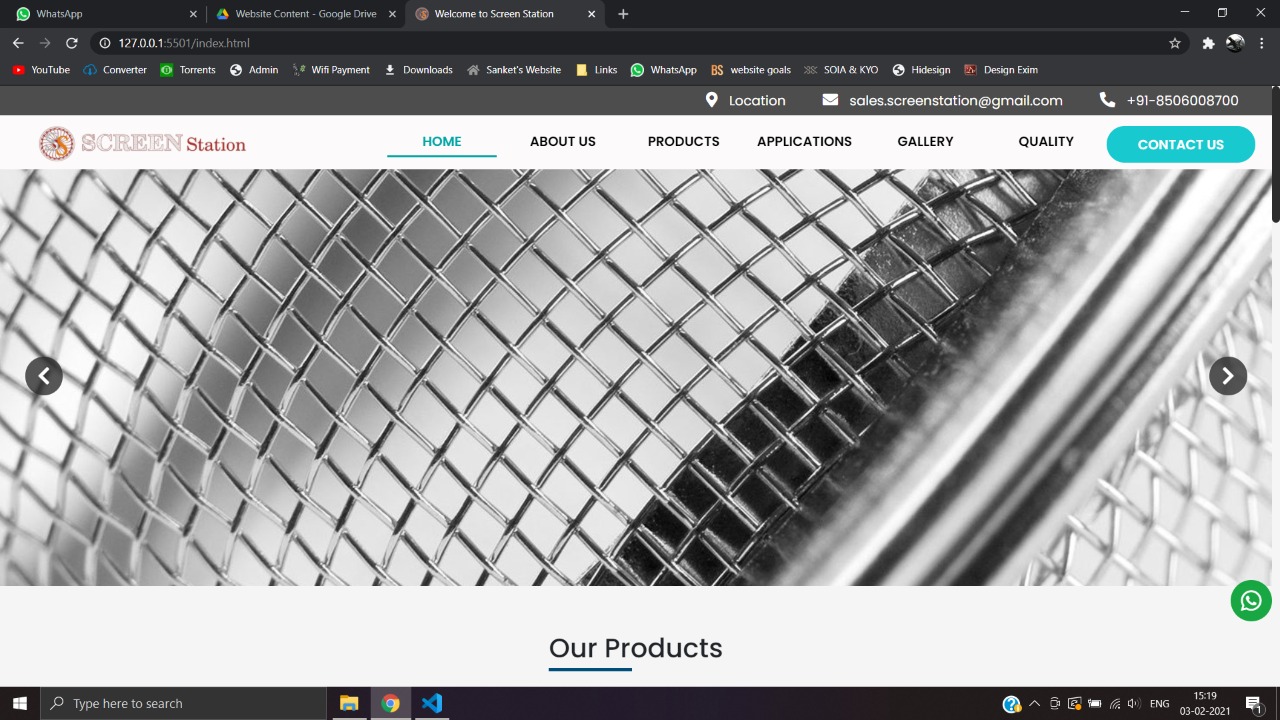 WhatsApp
Website Content - Google Drive
Welcome to Screen Station
127.0.0.1:5501/index.html
YouTube Converter Torrents Admin Wifi Payment Downloads Sanket's Website Links WhatsApp BS website goals SOIA & KYO Hidesign Design Exim
Location sales.screenstation@gmail.com +91-8506008700
SCREEN Station
HOME ABOUT US PRODUCTS APPLICATIONS GALLERY QUALITY CONTACT US
Our Products
Type here to search
ENG
15:19
03-02-2021
1